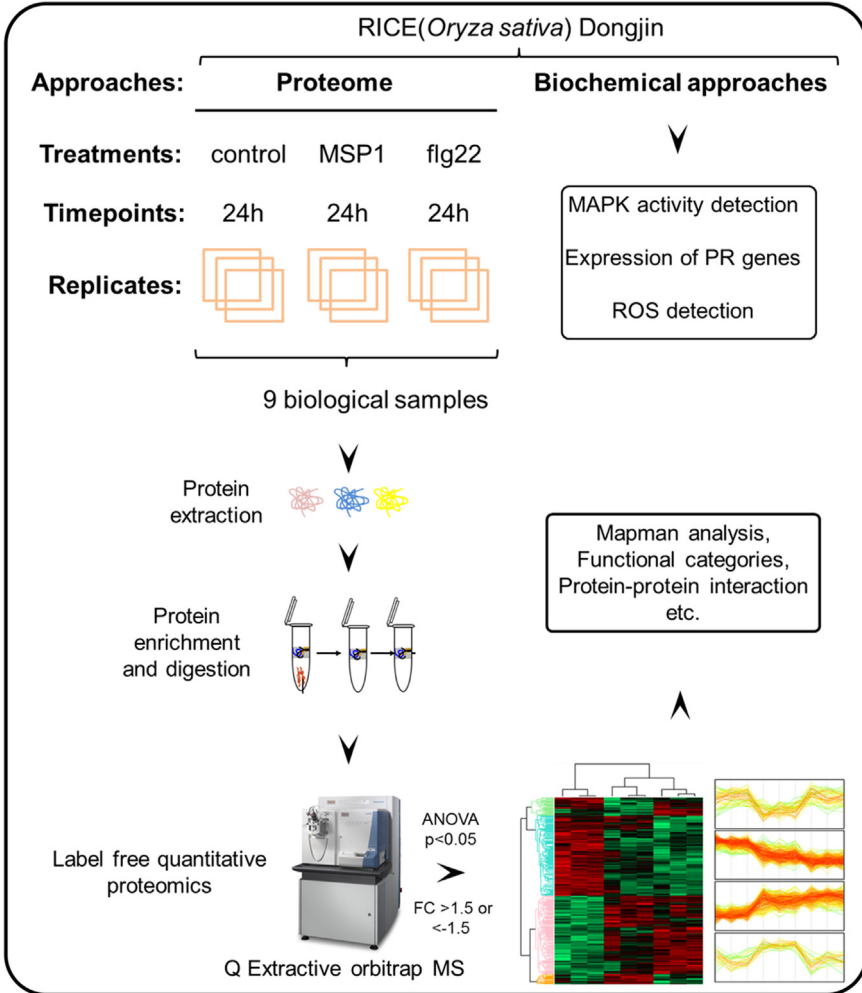 RICE(Oryza sativa) Dongjin
Approaches: Proteome Biochemical approaches
Treatments: control MSP1 flg22
Timepoints: 24h 24h 24h
Replicates:
MAPK activity detection
Expression of PR genes
ROS detection
9 biological samples
Protein
extraction
Protein
enrichment
and digestion
Mapman analysis,
Functional categories,
Protein-protein interaction
etc.
Label free quantitative
proteomics
ANOVA
p<0.05
FC >1.5 or
<-1.5
Q Extractive orbitrap MS